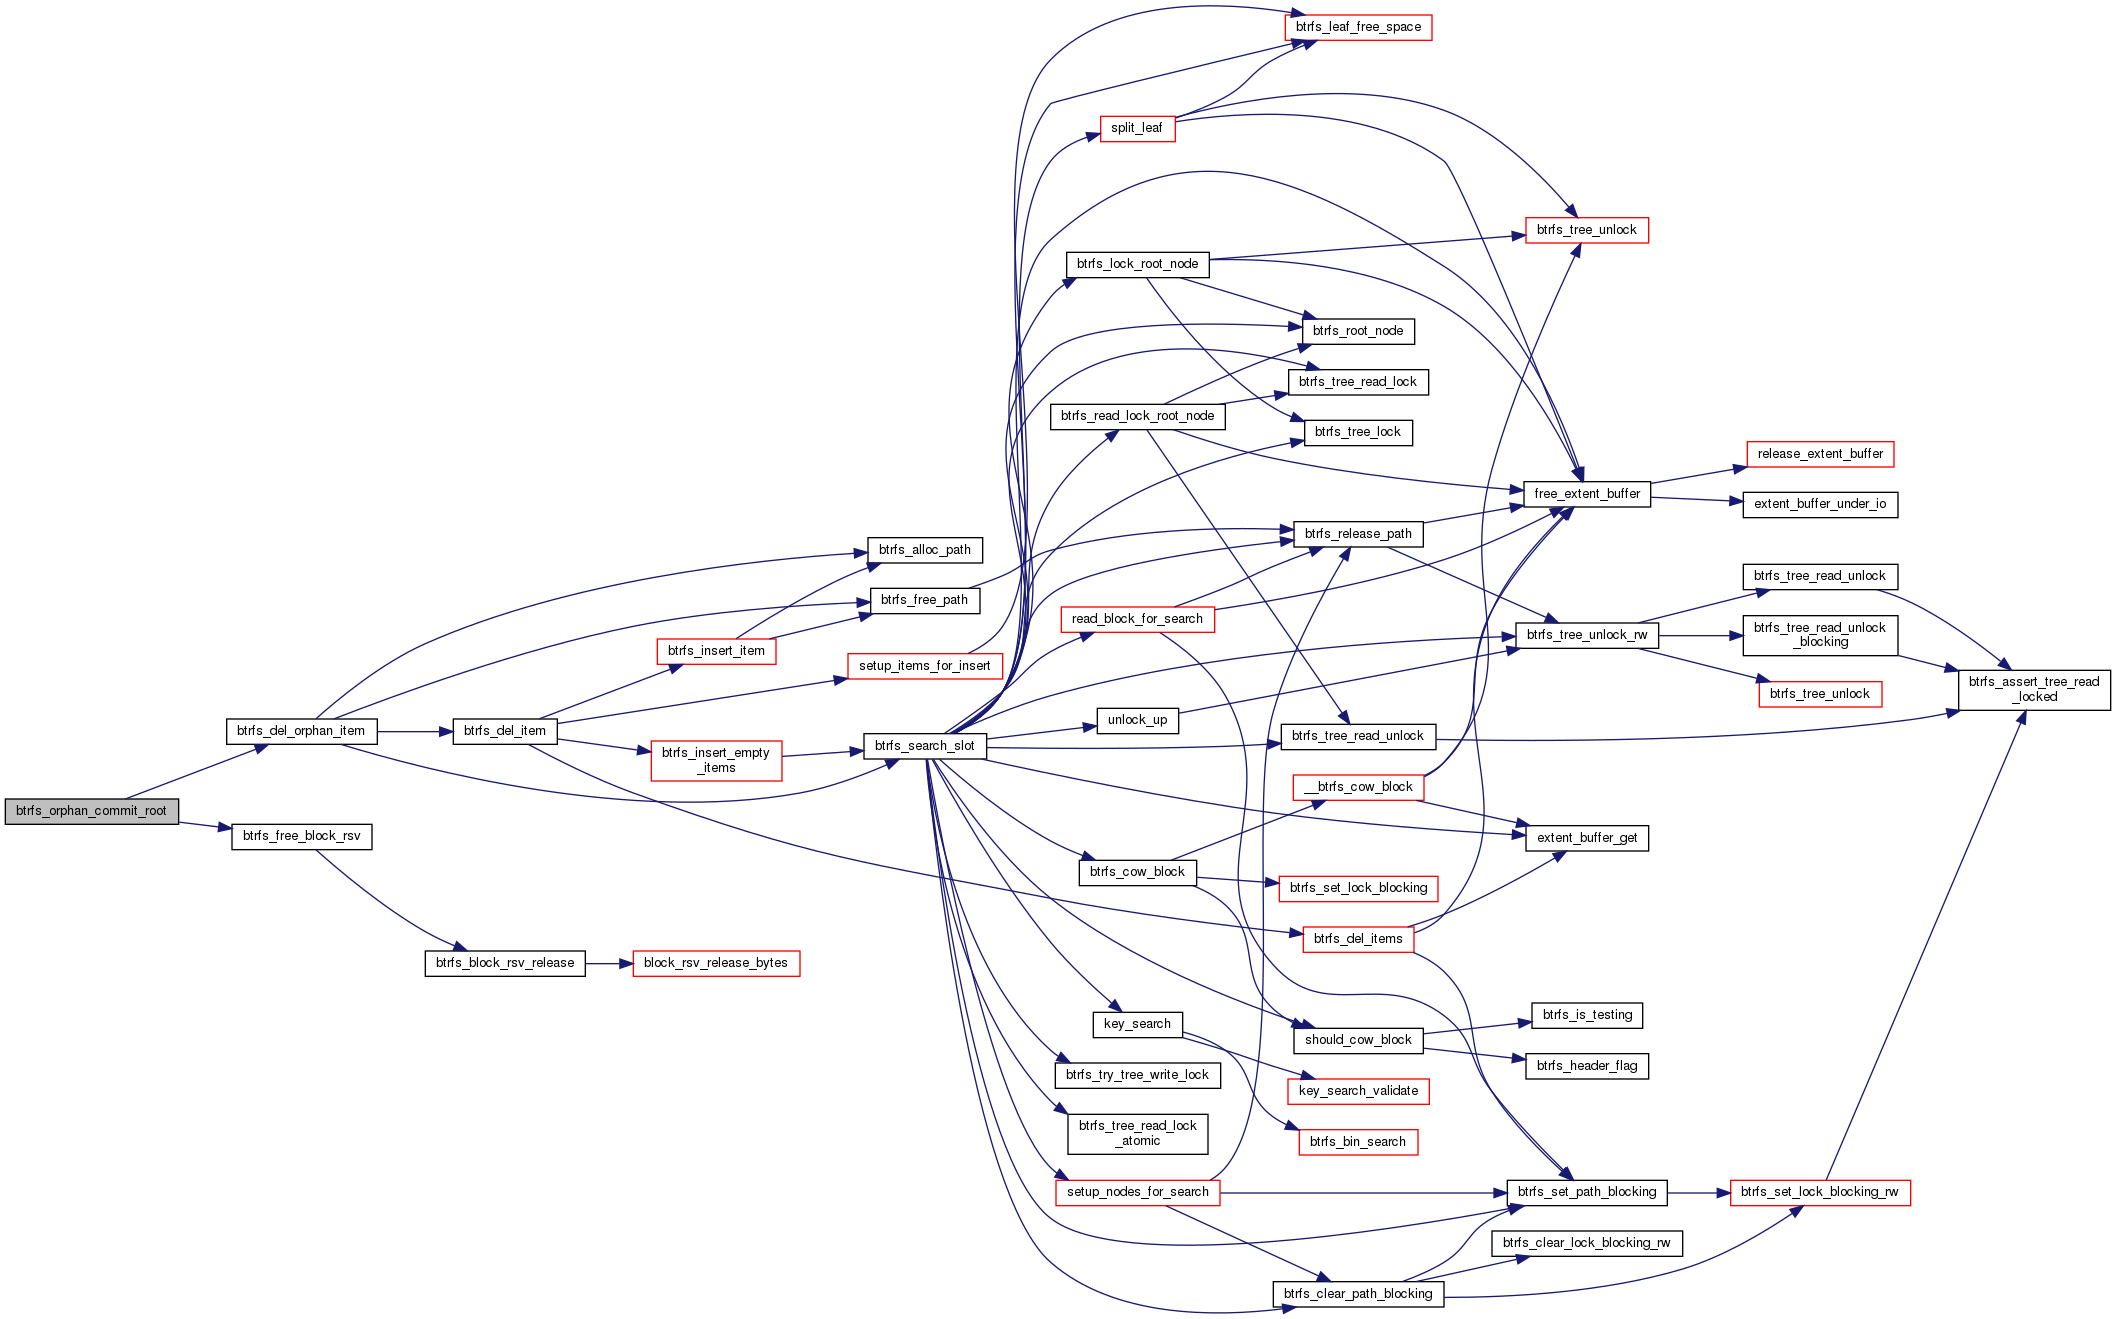 btrfs_leaf_free_space
split_leaf
btrfs_tree_unlock
btrfs_lock_root_node
btrfs_root_node
btrfs_tree_read_lock
btrfs_read_lock_root_node
btrfs_tree_lock
release_extent_buffer
free_extent_buffer
extent_buffer_under_io
btrfs_release_path
btrfs_alloc_path
btrfs_tree_read_unlock
btrfs_free_path
read_block_for_search
btrfs_tree_unlock_rw
btrfs_tree_read_unlock
_blocking
btrfs_insert_item
setup_items_for_insert
btrfs_assert_tree_read
_locked
btrfs_tree_unlock
unlock_up
btrfs_del_orphan_item
btrfs_del_item
btrfs_tree_read_unlock
btrfs_search_slot
btrfs_insert_empty
_items
__btrfs_cow_block
btrfs_orphan_commit_root
btrfs_free_block_rsv
extent_buffer_get
btrfs_cow_block
btrfs_set_lock_blocking
btrfs_del_items
btrfs_block_rsv_release
block_rsv_release_bytes
btrfs_is_testing
key_search
should_cow_block
btrfs_header_flag
btrfs_try_tree_write_lock
key_search_validate
btrfs_tree_read_lock
_atomic
btrfs_bin_search
setup_nodes_for_search
btrfs_set_path_blocking
btrfs_set_lock_blocking_rw
btrfs_clear_lock_blocking_rw
btrfs_clear_path_blocking